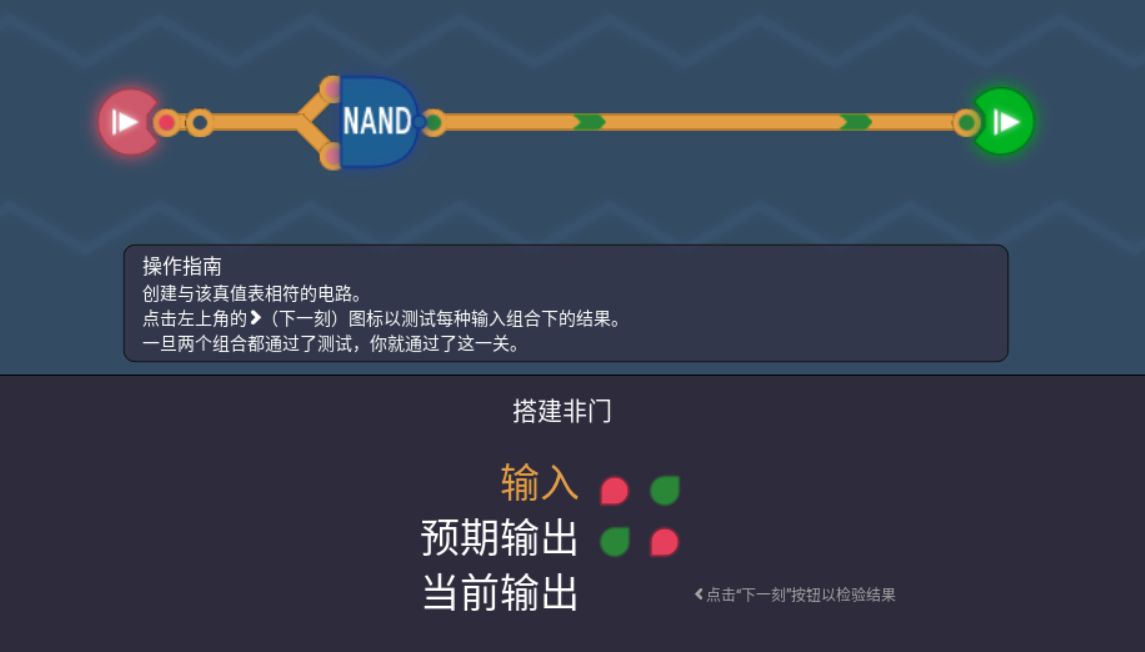 NAND
操作指南
创建与该真值表相符的电路。
点击左上角的（下一刻）图标以测试每种输入组合下的结果。
一旦两个组合都通过了测试，你就通过了这一关。
搭建非门
输入
预期输出
当前输出
点击“下一刻”按钮以检验结果